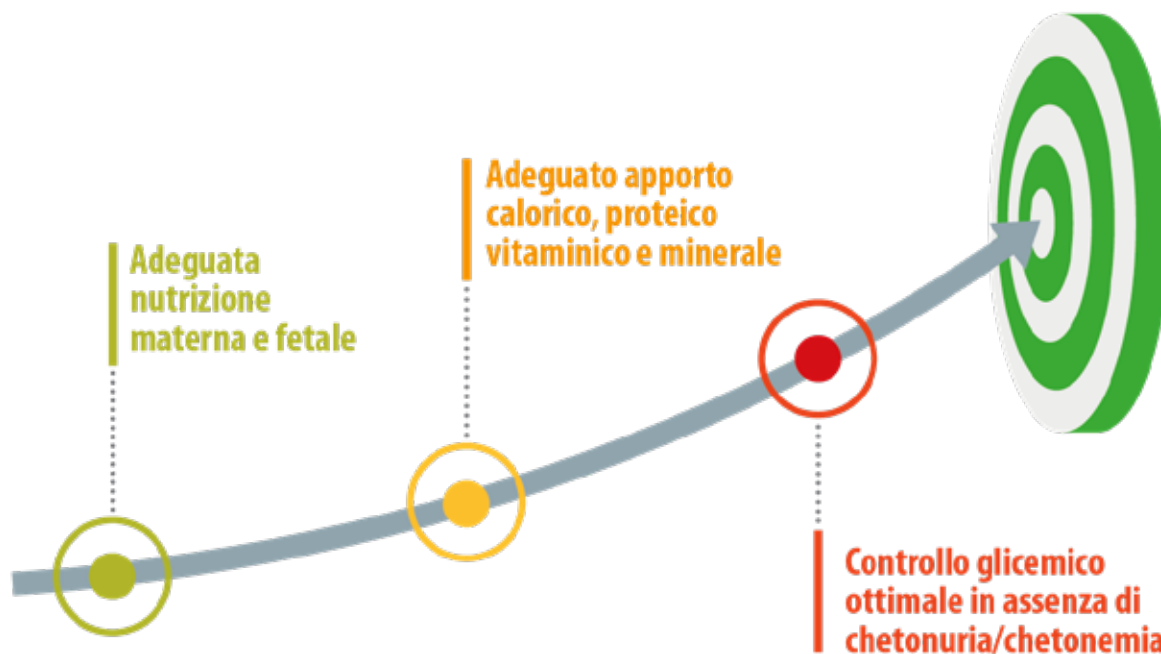 Adeguata
nutrizione
materna e fetale
Adeguato apporto
calorico, proteico
vitaminico e minerale
Controllo glicemico
ottimale in assenza di
chetonuria/chetonemia